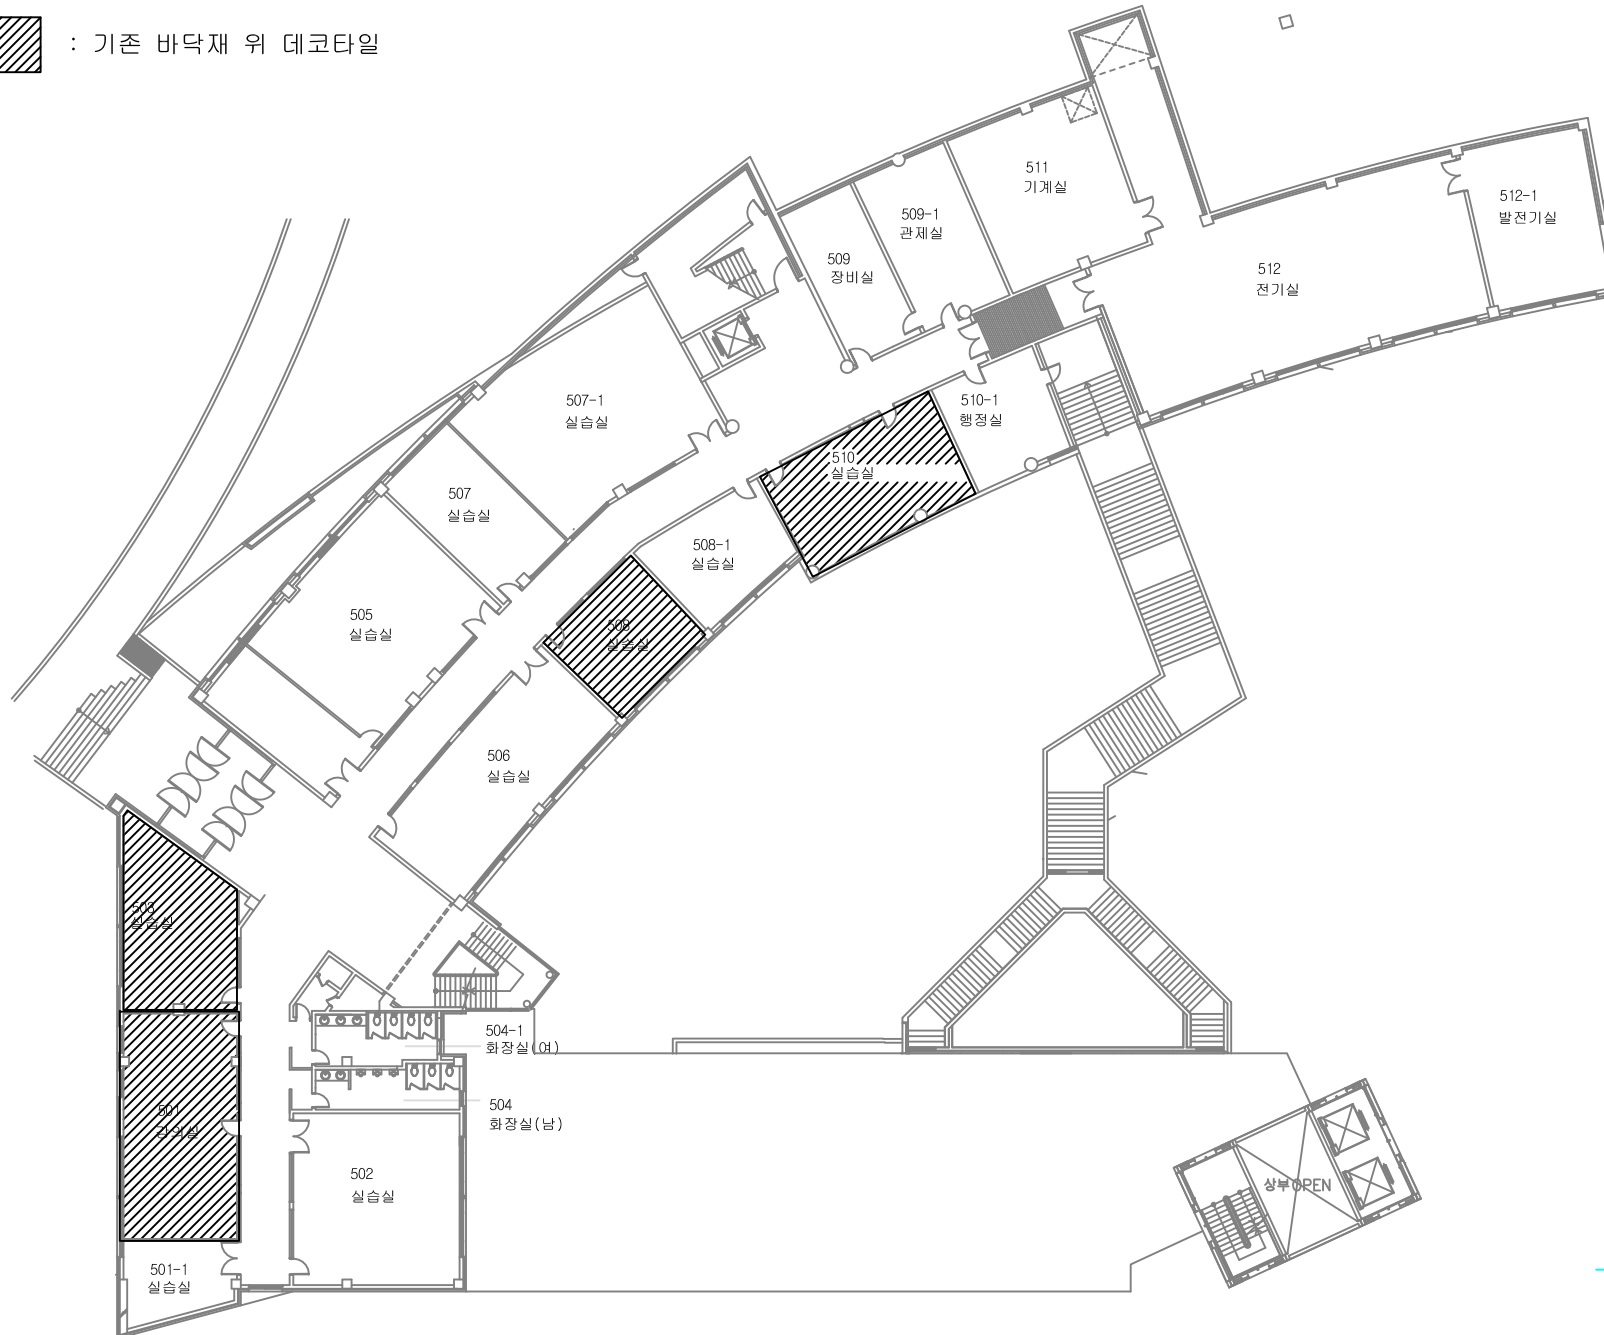 : 기존 바닥재 위 데코타일
511
기계실
512-1
발전기실
509-1
관제실
509
장비실
512
전기실
507-1
실습실
510-1
행정실
510
실습실
507
실습실
508-1
실습실
505
실습실
508
실습실
506
실습실
503
실습실
504-1
화장실(여)
504
화장실(남)
501
강의실
502
실습실
상부OPEN
501-1
실습실